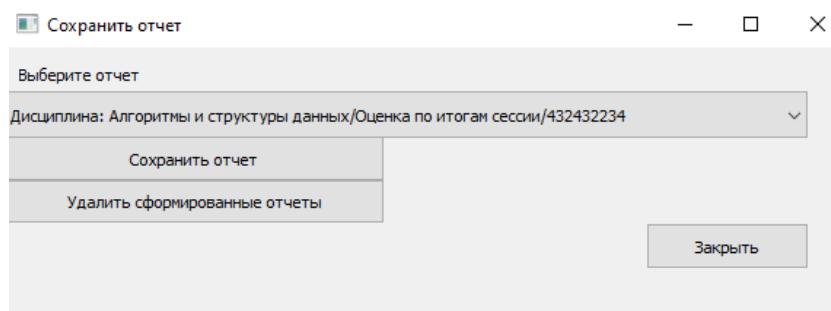 Сохранить отчет
Выберите отчет
Дисциплина: Алгоритмы и структуры данных/Оценка по итогам сессии/432432234
Сохранить отчет
Удалить сформированные отчеты
Закрыть